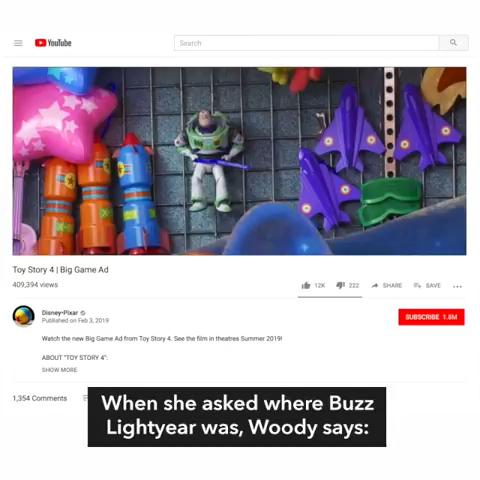 YouTube
Search
Toy Story 4 | Big Game Ad
409,394 views
12K 222 SHARE SAVE
Disney•Pixar
Published on Feb 3, 2019
SUBSCRIBE 1.8M
Watch the new Big Game Ad from Toy Story 4. See the film in theatres Summer 2019!
ABOUT "TOY STORY 4":
SHOW MORE
1,354 Comments
When she asked where Buzz
Lightyear was, Woody says: